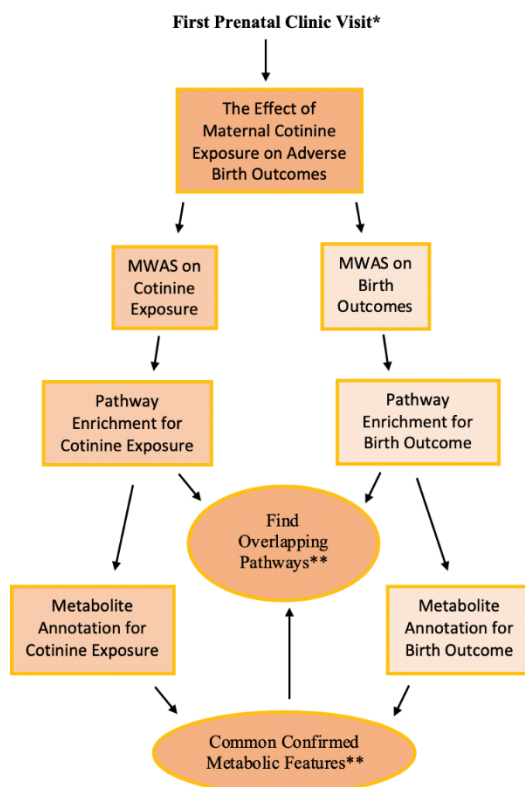 First Prenatal Clinic Visit*
The Effect of
Maternal Cotinine
Exposure on Adverse
Birth Outcomes
MWAS on
Cotinine
Exposure
MWAS on
Birth
Outcomes
Pathway
Enrichment for
Cotinine Exposure
Pathway
Enrichment for
Birth Outcome
Find
Overlapping
Pathways**
Metabolite
Annotation for
Cotinine Exposure
Metabolite
Annotation for
Birth Outcome
Common Confirmed
Metabolic Features**